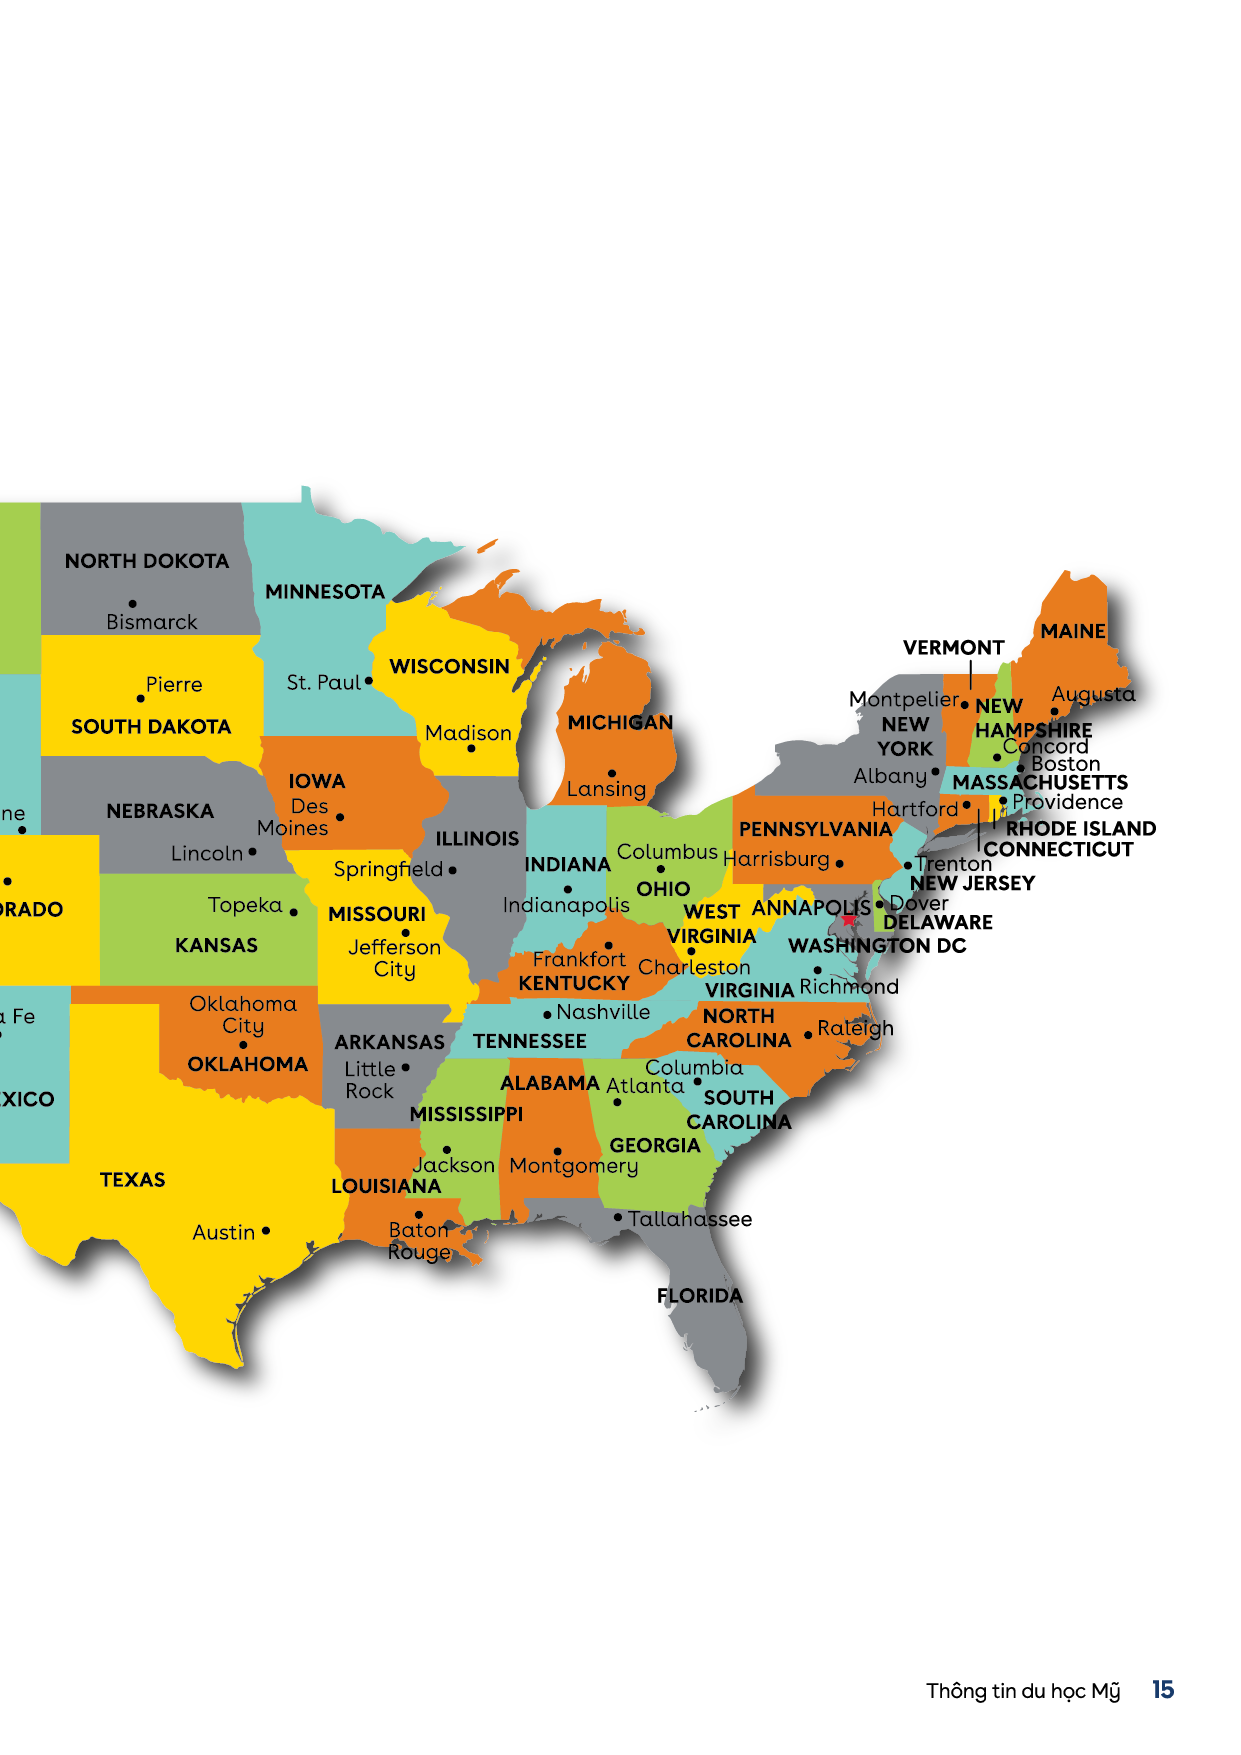 NORTH DOKOTA
Bismarck
MINNESOTA
St. Paul
Pierre
SOUTH DAKOTA
WISCONSIN
Madison
MICHIGAN
Lansing
MAINE
Augusta
VERMONT
Montpelier
NEW
HAMPSHIRE
Concord
NEW
YORK
Albany
Boston
MASSACHUSETTS
Hartford
Providence
RHODE ISLAND
CONNECTICUT
IOWA
Des
Moines
NEBRASKA
Lincoln
ne
ILLINOIS
Springfield
INDIANA
Indianapolis
Columbus
OHIO
PENNSYLVANIA
Harrisburg
Trenton
NEW JERSEY
Dover
DELAWARE
ANNAPOLIS
WASHINGTON DC
WEST
VIRGINIA
Charleston
VIRGINIA
Richmond
ORADO
Topeka
KANSAS
MISSOURI
Jefferson
City
Frankfort
KENTUCKY
Nashville
TENNESSEE
NORTH
CAROLINA
Raleigh
a Fe
EXICO
Oklahoma
City
OKLAHOMA
ARKANSAS
Little
Rock
MISSISSIPPI
Jackson
ALABAMA
Montgomery
Atlanta
GEORGIA
Columbia
SOUTH
CAROLINA
TEXAS
Austin
LOUISIANA
Baton
Rouge
Tallahassee
FLORIDA
Thông tin du học Mỹ 15